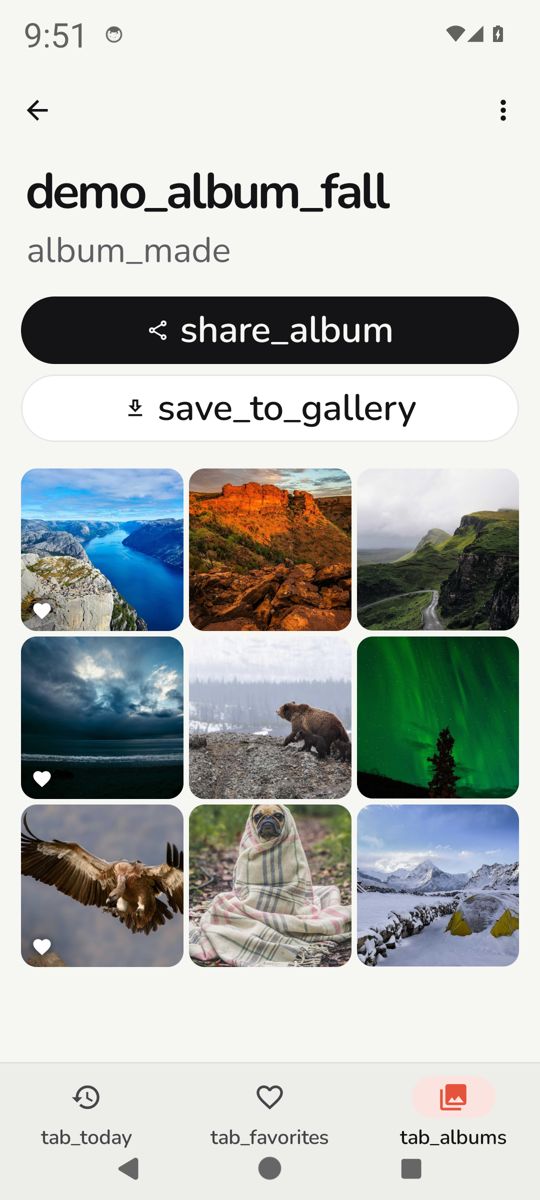 9:51
demo_album_fall
album_made
share_album
save_to_gallery
tab_today
tab_favorites
tab_albums